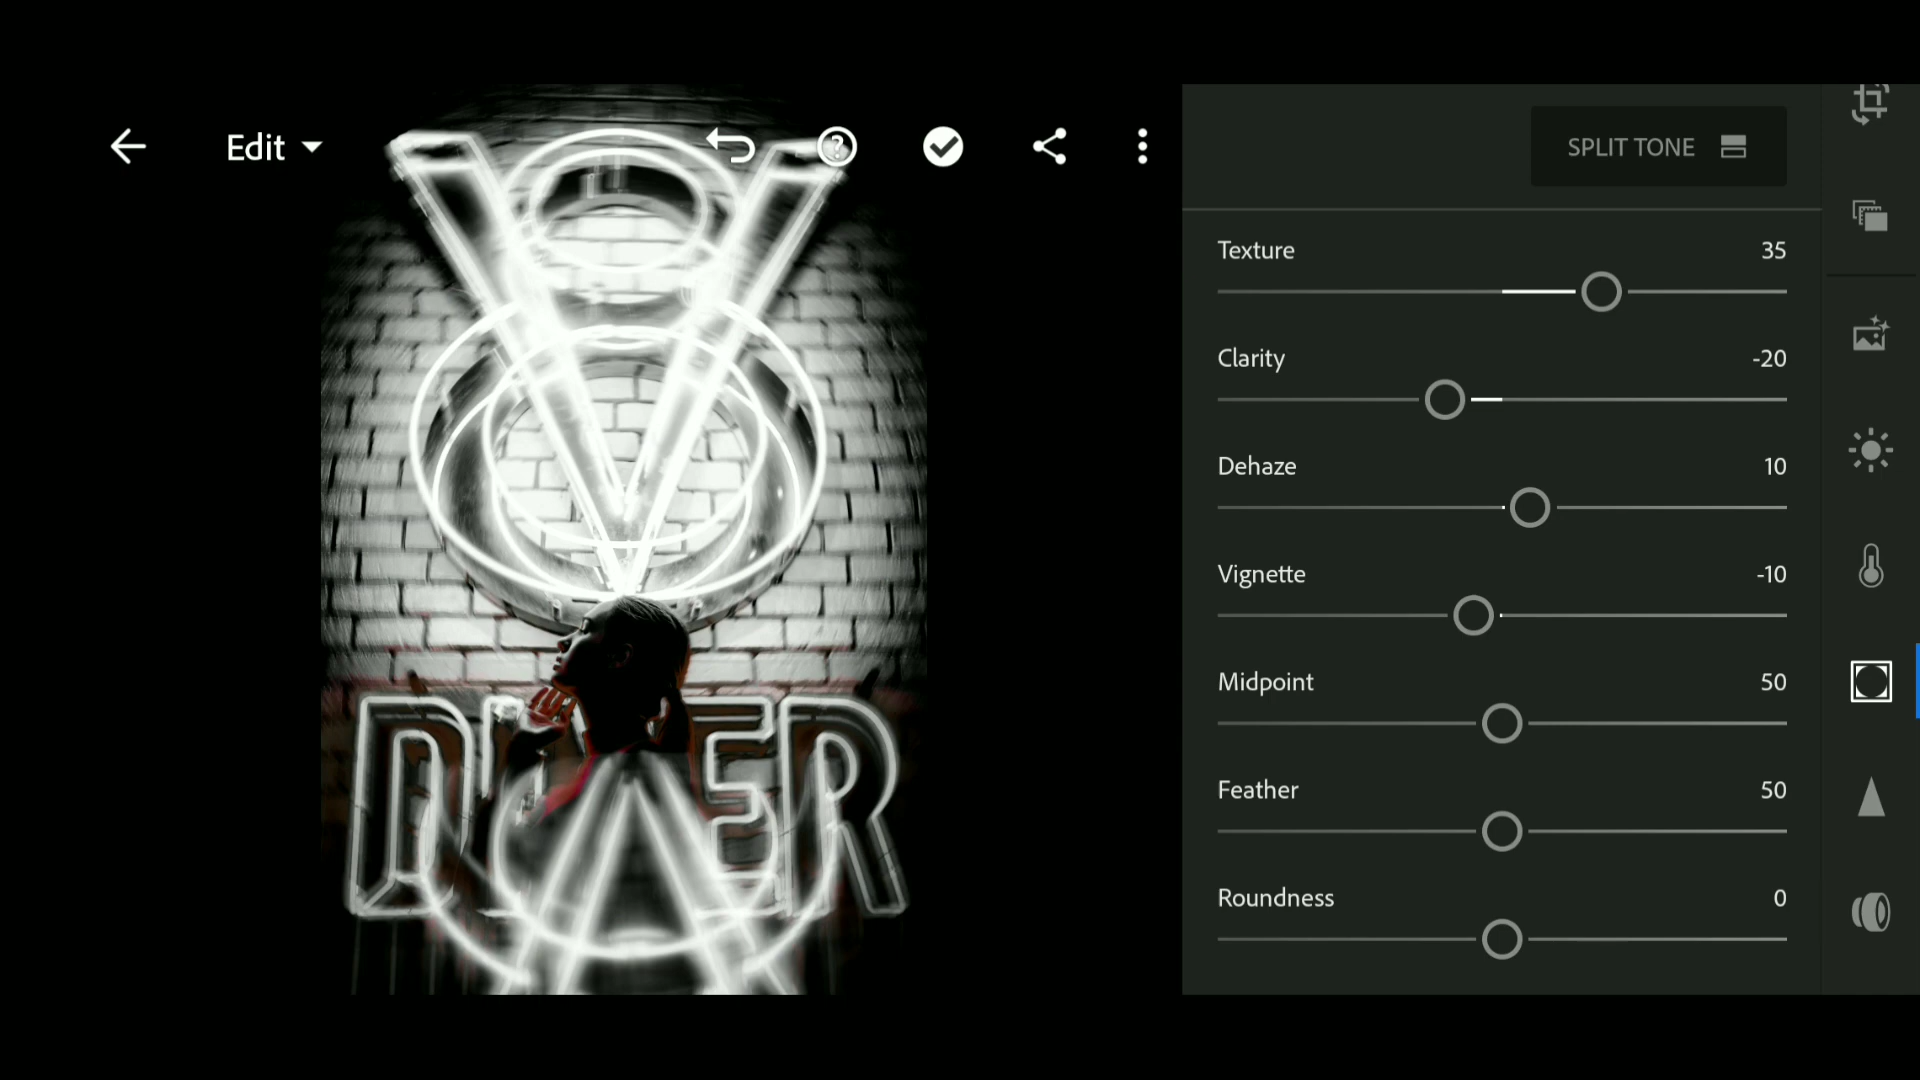 Edit
SPLIT TONE
Texture 35
Clarity -20
Dehaze 10
Vignette -10
Midpoint 50
Feather 50
Roundness 0